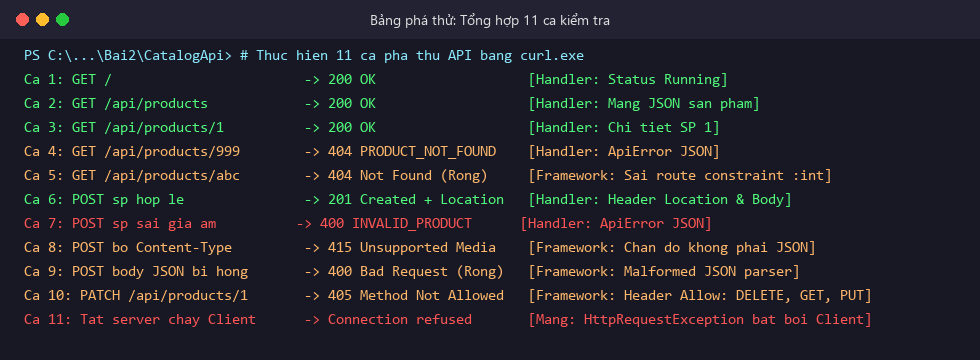 Bảng phá thử: Tổng hợp 11 ca kiểm tra
PS C:\...\Bai2\CatalogApi> # Thuc hien 11 ca pha thu API bang curl.exe
Ca 1: GET / -> 200 OK [Handler: Status Running]
Ca 2: GET /api/products -> 200 OK [Handler: Mang JSON san pham]
Ca 3: GET /api/products/1 -> 200 OK [Handler: Chi tiet SP 1]
Ca 4: GET /api/products/999 -> 404 PRODUCT_NOT_FOUND [Handler: ApiError JSON]
Ca 5: GET /api/products/abc -> 404 Not Found (Rong) [Framework: Sai route constraint :int]
Ca 6: POST sp hop le -> 201 Created + Location [Handler: Header Location & Body]
Ca 7: POST sp sai gia am -> 400 INVALID_PRODUCT [Handler: ApiError JSON]
Ca 8: POST bo Content-Type -> 415 Unsupported Media [Framework: Chan do khong phai JSON]
Ca 9: POST body JSON bi hong -> 400 Bad Request (Rong) [Framework: Malformed JSON parser]
Ca 10: PATCH /api/products/1 -> 405 Method Not Allowed [Framework: Header Allow: DELETE, GET, PUT]
Ca 11: Tat server chay Client -> Connection refused [Mang: HttpRequestException bat boi Client]